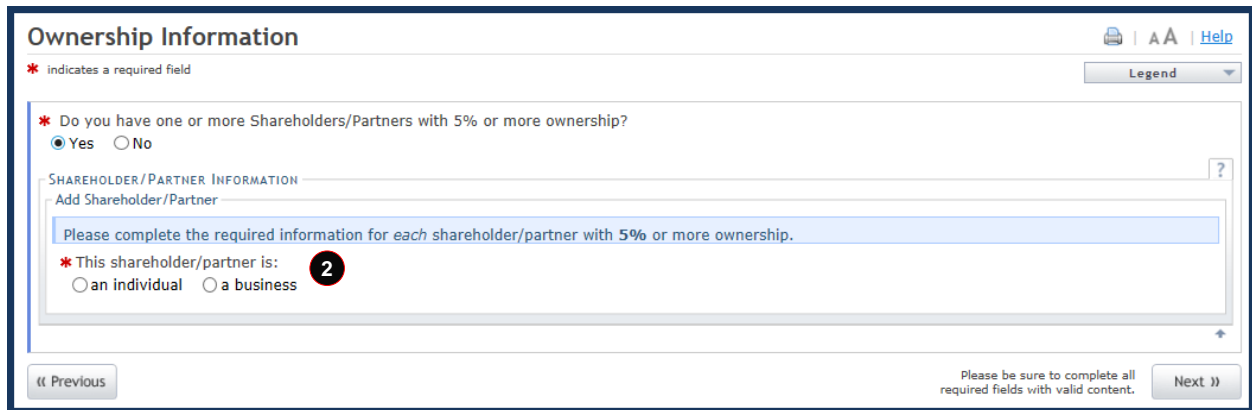 Ownership Information
AA | Help
* indicates a required field
Legend
* Do you have one or more Shareholders/Partners with 5% or more ownership?
Yes No
?
SHAREHOLDER/PARTNER INFORMATION
Add Shareholder/Partner
Please complete the required information for each shareholder/partner with 5% or more ownership.
* This shareholder/partner is:
2
an individual a business
« Previous
Please be sure to complete all
required fields with valid content.
Next »